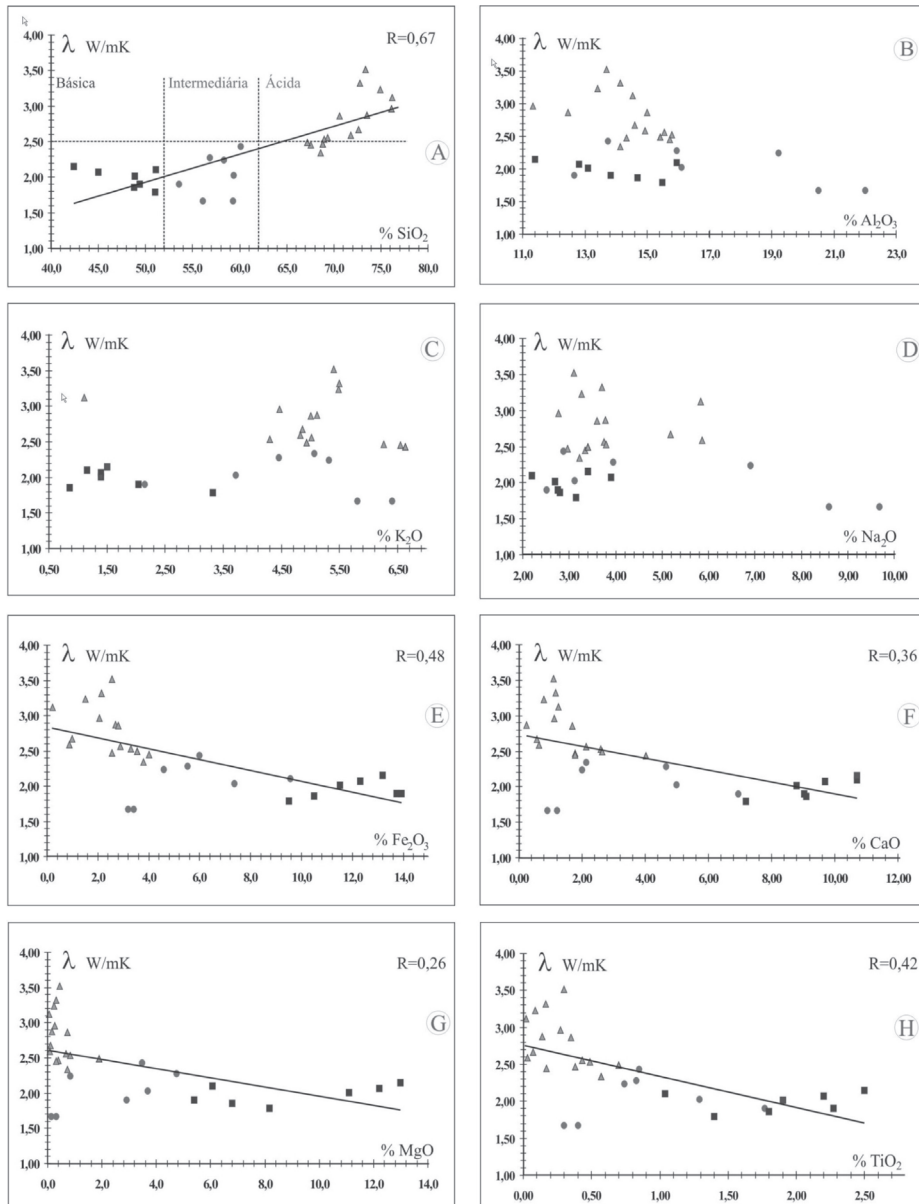 λ W/mK R=0,67
4,00
3,50
Básica Intermediária Ácida
3,00
2,50
A
2,00
1,50
% SiO₂
1,00
40,0 45,0 50,0 55,0 60,0 65,0 70,0 75,0 80,0
B
λ W/mK
4,00
3,50
3,00
2,50
2,00
1,50
% Al₂O₃
1,00
11,0 13,0 15,0 17,0 19,0 21,0 23,0
λ W/mK
4,00
C
3,50
3,00
2,50
2,00
1,50
% K₂O
1,00
0,50 1,50 2,50 3,50 4,50 5,50 6,50
λ W/mK
4,00
D
3,50
3,00
2,50
2,00
1,50
% Na₂O
1,00
2,00 3,00 4,00 5,00 6,00 7,00 8,00 9,00 10,00
λ W/mK R=0,48
4,00
3,50
E
3,00
2,50
2,00
1,50
% Fe₂O₃
1,00
0,0 2,0 4,0 6,0 8,0 10,0 12,0 14,0
λ W/mK R=0,36
4,00
3,50
F
3,00
2,50
2,00
1,50
% CaO
1,00
0,00 2,00 4,00 6,00 8,00 10,00 12,00
λ W/mK R=0,26
4,00
3,50
G
3,00
2,50
2,00
1,50
% MgO
1,00
0,0 2,0 4,0 6,0 8,0 10,0 12,0 14,0
λ W/mK R=0,42
4,00
3,50
H
3,00
2,50
2,00
1,50
% TiO₂
1,00
0,00 0,50 1,00 1,50 2,00 2,50